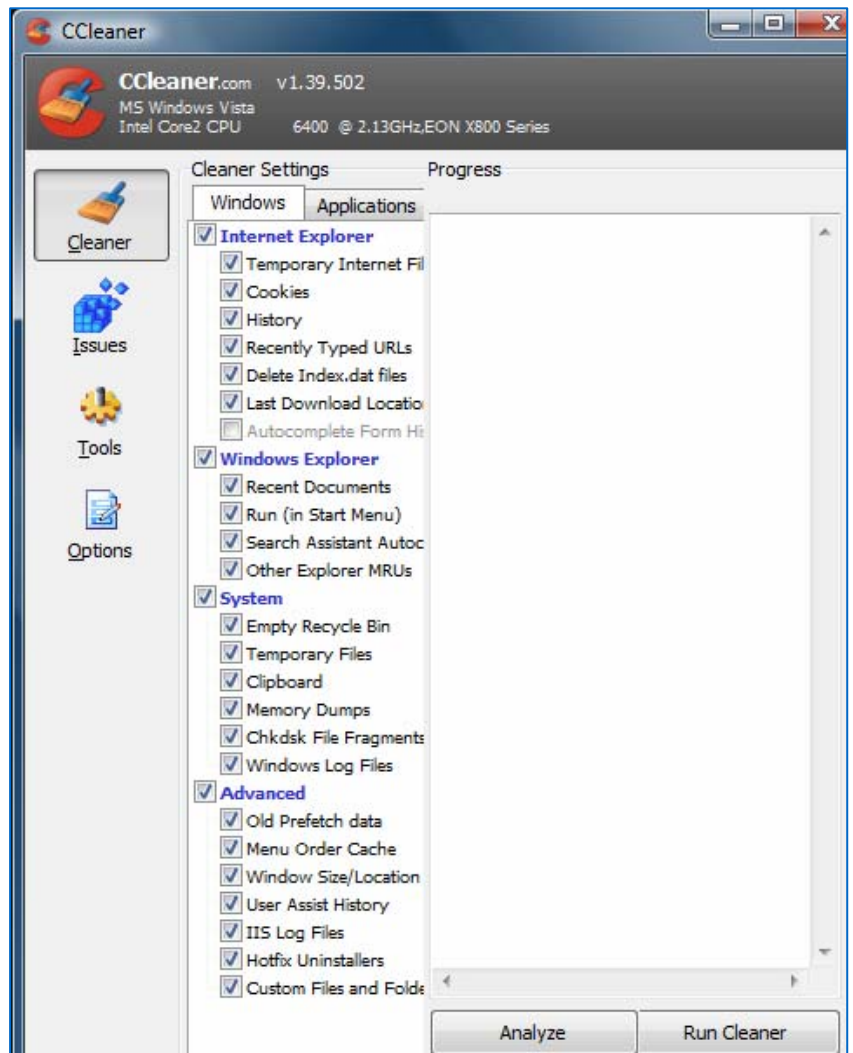 CCleaner
CCleaner.com v1.39.502
MS Windows Vista
Intel Core2 CPU 6400 @ 2.13GHz,EON X800 Series
Cleaner
Issues
Tools
Options
Cleaner Settings
Windows Applications
Internet Explorer
Temporary Internet Fil
Cookies
History
Recently Typed URLs
Delete Index.dat files
Last Download Locatio
Autocomplete Form His
Windows Explorer
Recent Documents
Run (in Start Menu)
Search Assistant Autoc
Other Explorer MRUs
System
Empty Recycle Bin
Temporary Files
Clipboard
Memory Dumps
Chkdsk File Fragments
Windows Log Files
Advanced
Old Prefetch data
Menu Order Cache
Window Size/Location
User Assist History
IIS Log Files
Hotfix Uninstallers
Custom Files and Folde
Progress
Analyze Run Cleaner